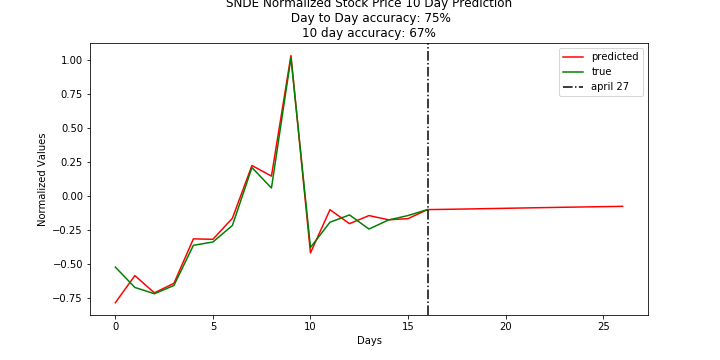 SNDE Normalized Stock Price 10 Day Prediction
Day to Day accuracy: 75%
10 day accuracy: 67%
1.00
0.75
0.50
0.25
0.00
−0.25
−0.50
−0.75
Normalized Values
0
5
10
15
20
25
Days
predicted
true
april 27